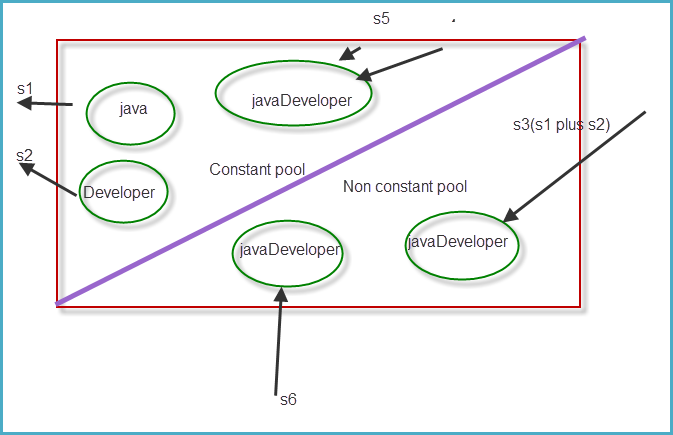 s5
s1
java
javaDeveloper
s3(s1 plus s2)
s2
Developer
Constant pool
Non constant pool
javaDeveloper
javaDeveloper
s6